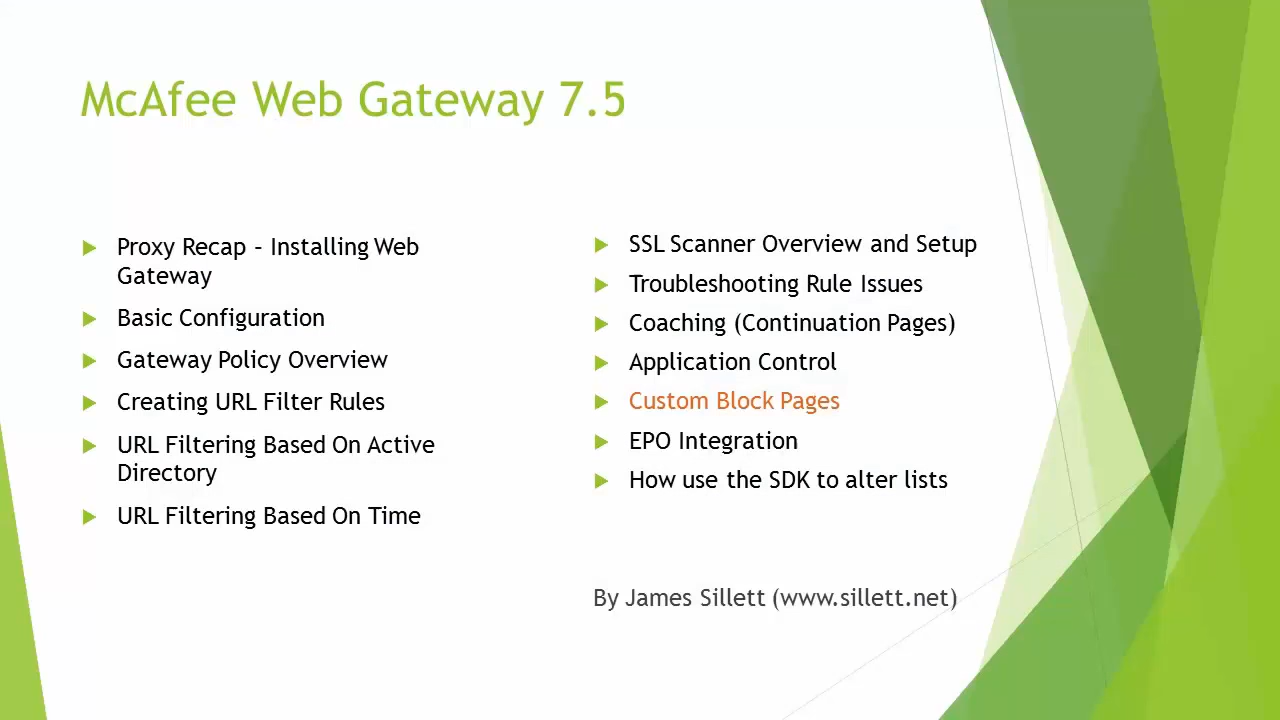 McAfee Web Gateway 7.5
Proxy Recap – Installing Web
Gateway
Basic Configuration
Gateway Policy Overview
Creating URL Filter Rules
URL Filtering Based On Active
Directory
URL Filtering Based On Time
SSL Scanner Overview and Setup
Troubleshooting Rule Issues
Coaching (Continuation Pages)
Application Control
Custom Block Pages
EPO Integration
How use the SDK to alter lists
By James Sillett (www.sillett.net)